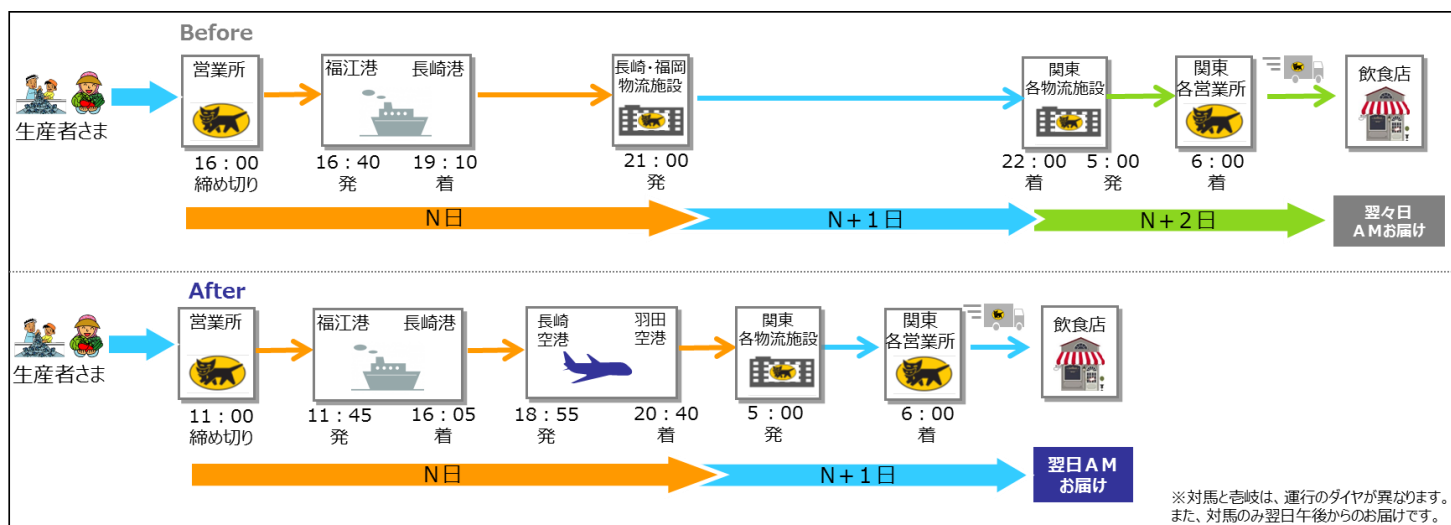 Before
生産者さま
営業所
16：00
締め切り
福江港 長崎港
16：40
発
19：10
着
長崎・福岡
物流施設
21：00
発
関東
各物流施設
22：00
着
5：00
発
関東
各営業所
6：00
着
飲食店
N日
N＋1日
N＋2日
翌々日
AMお届け
After
生産者さま
営業所
11：00
締め切り
福江港 長崎港
11：45
発
16：05
着
長崎
空港
羽田
空港
18：55
発
20：40
着
関東
各物流施設
5：00
発
関東
各営業所
6：00
着
飲食店
N日
N＋1日
翌日AM
お届け
※対馬と壱岐は、運行のダイヤが異なります。
また、対馬のみ翌日午後からのお届けです。